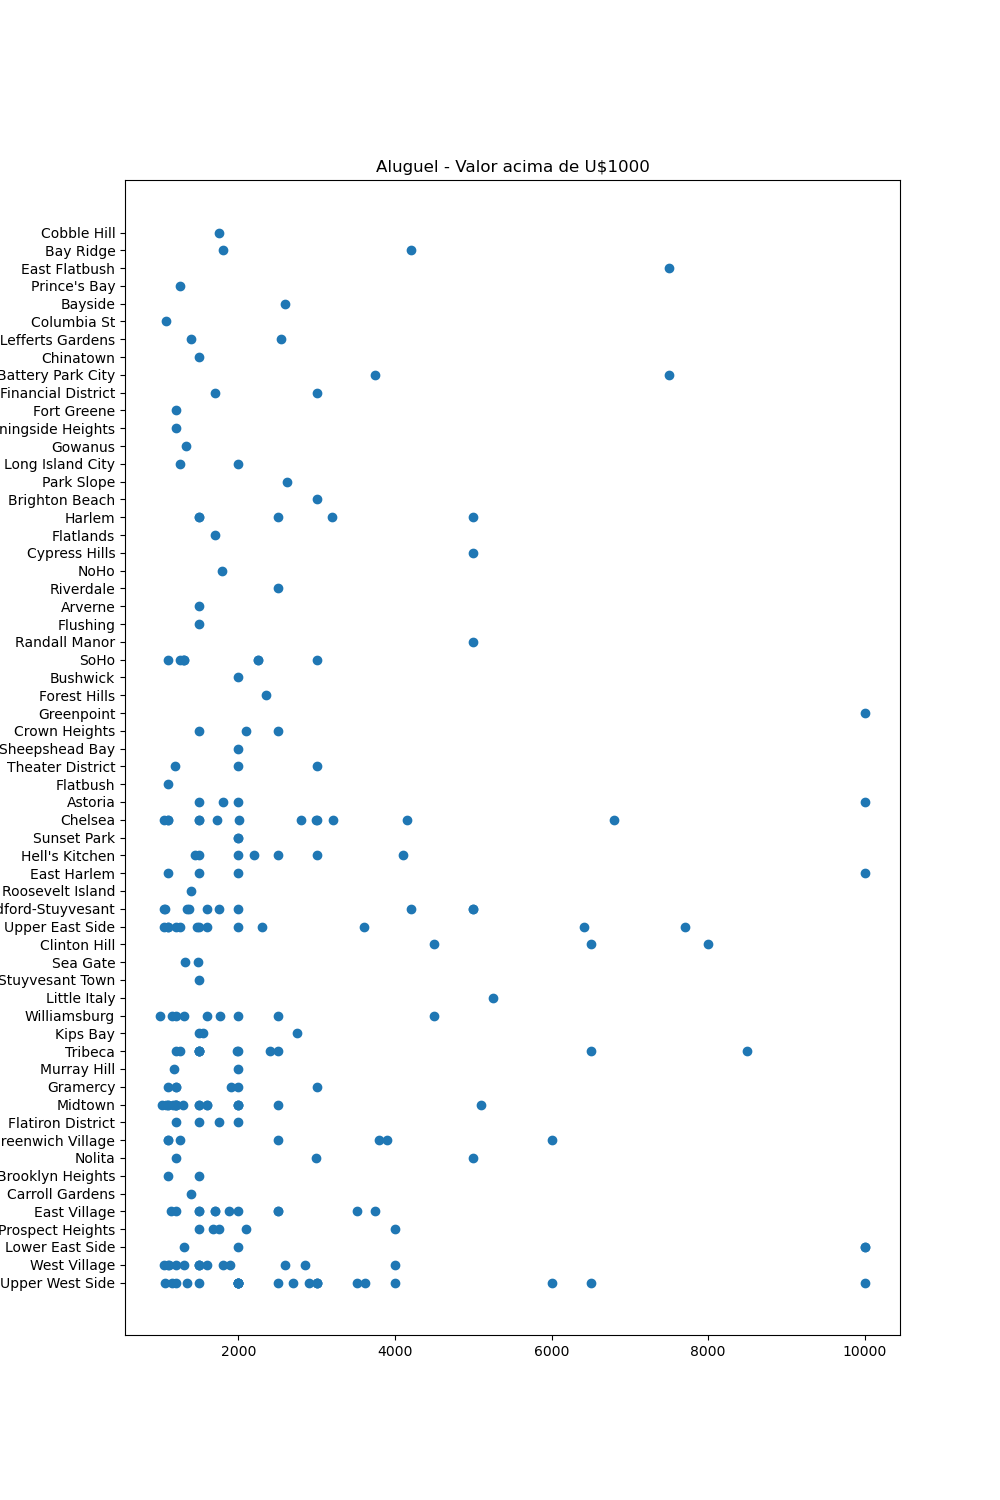 Aluguel - Valor acima de U$1000
Cobble Hill
Bay Ridge
East Flatbush
Prince's Bay
Bayside
Columbia St
Lefferts Gardens
Chinatown
Battery Park City
Financial District
Fort Greene
ningside Heights
Gowanus
Long Island City
Park Slope
Brighton Beach
Harlem
Flatlands
Cypress Hills
NoHo
Riverdale
Arverne
Flushing
Randall Manor
SoHo
Bushwick
Forest Hills
Greenpoint
Crown Heights
Sheepshead Bay
Theater District
Flatbush
Astoria
Chelsea
Sunset Park
Hell's Kitchen
East Harlem
Roosevelt Island
dford-Stuyvesant
Upper East Side
Clinton Hill
Sea Gate
Stuyvesant Town
Little Italy
Williamsburg
Kips Bay
Tribeca
Murray Hill
Gramercy
Midtown
Flatiron District
reenwich Village
Nolita
Brooklyn Heights
Carroll Gardens
East Village
Prospect Heights
Lower East Side
West Village
Upper West Side
2000 4000 6000 8000 10000